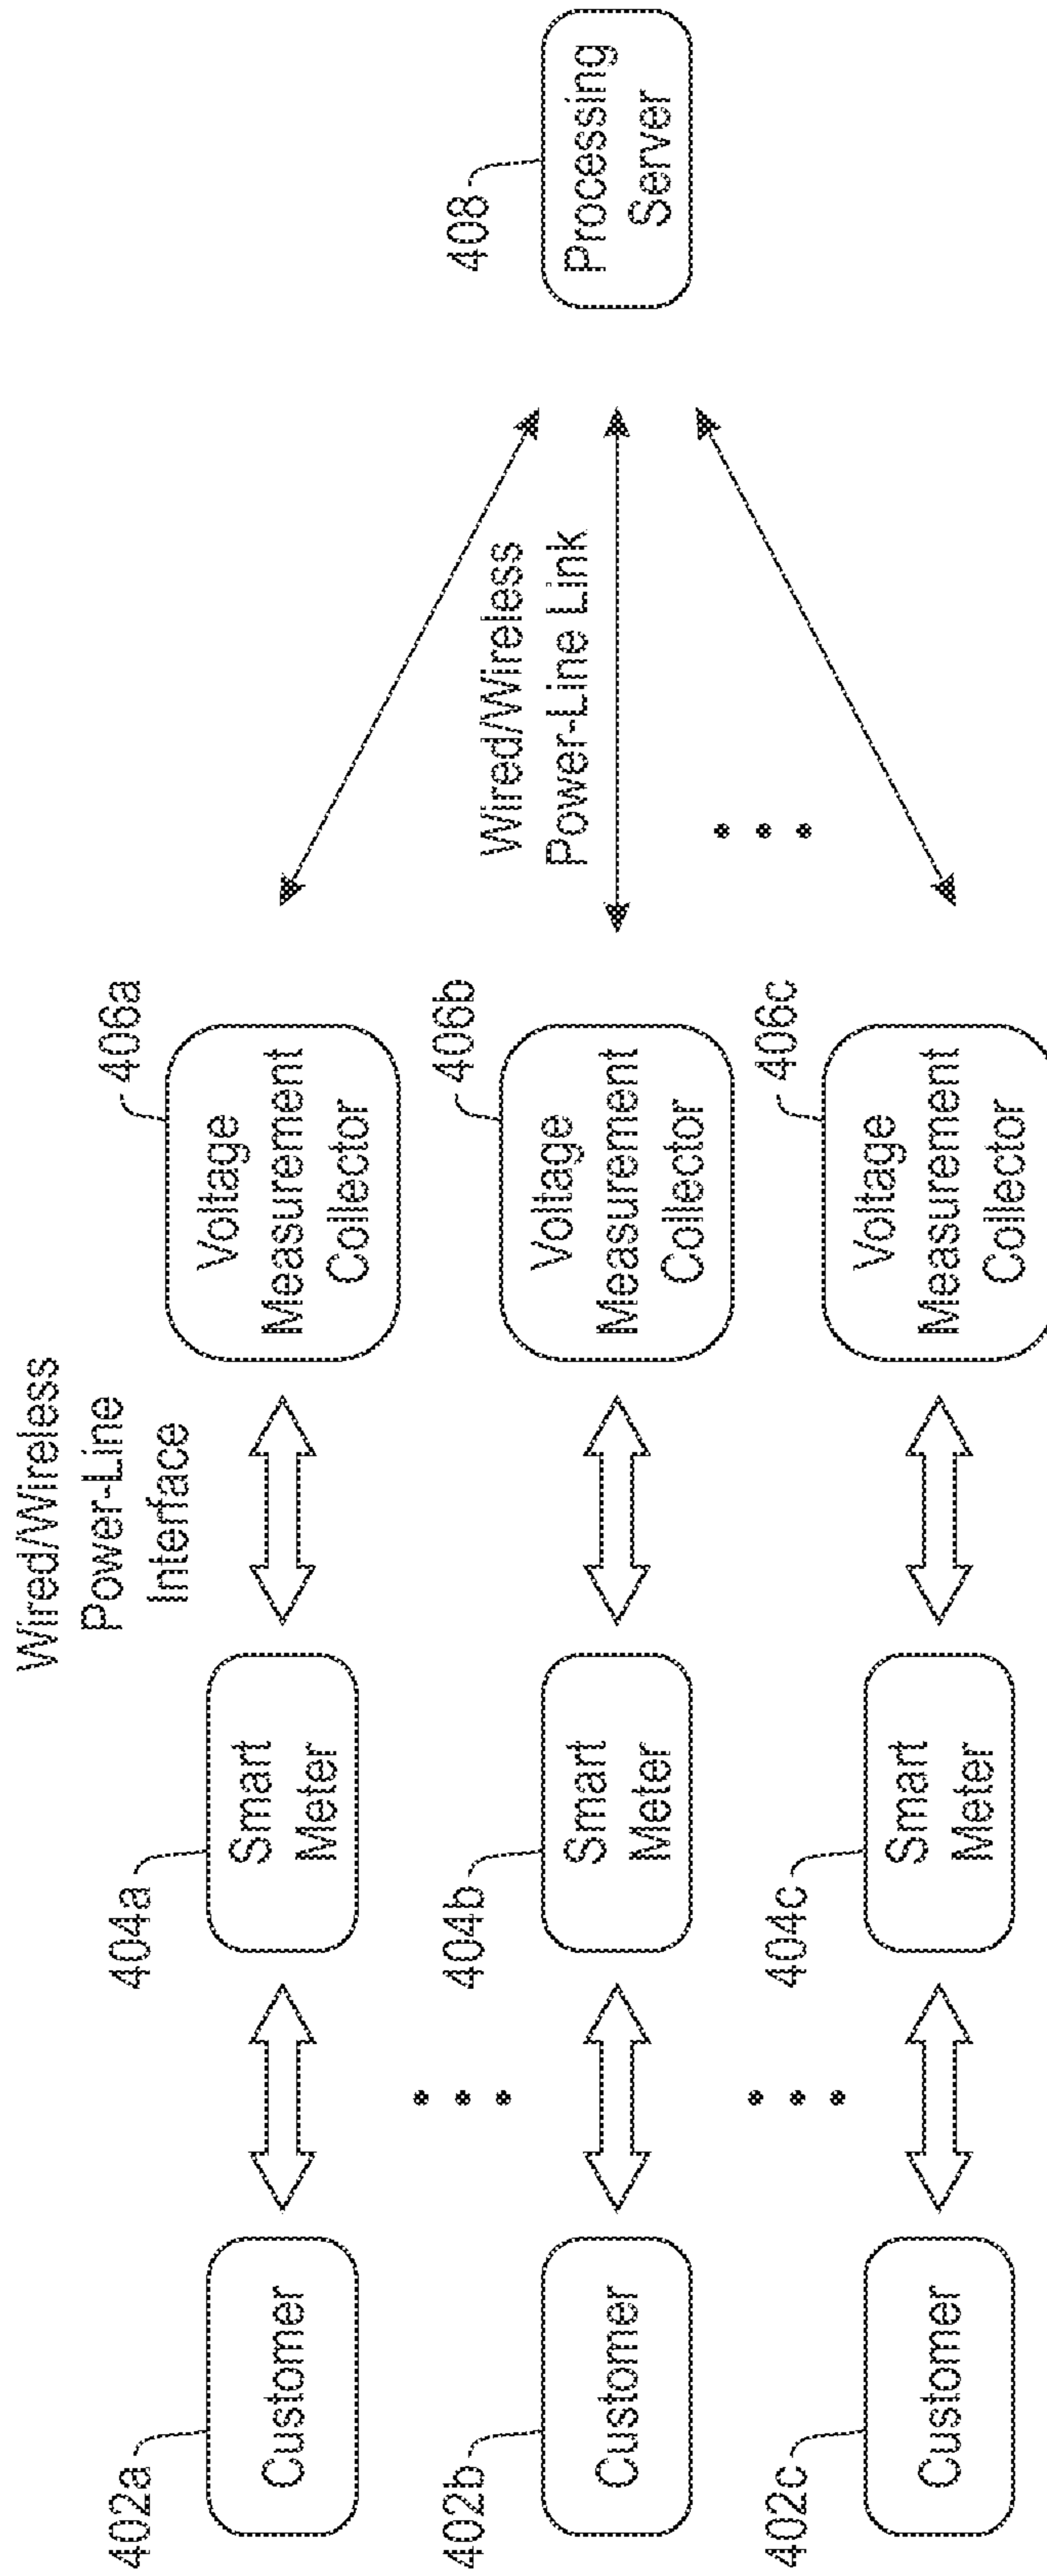 Wired/Wireless
Power-Line
Interface
402a
Customer
404a
Smart
Meter
406a
Voltage
Measurement
Collector
408
Processing
Server
Wired/Wireless
Power-Line Link
402b
Customer
404b
Smart
Meter
406b
Voltage
Measurement
Collector
402c
Customer
404c
Smart
Meter
406c
Voltage
Measurement
Collector